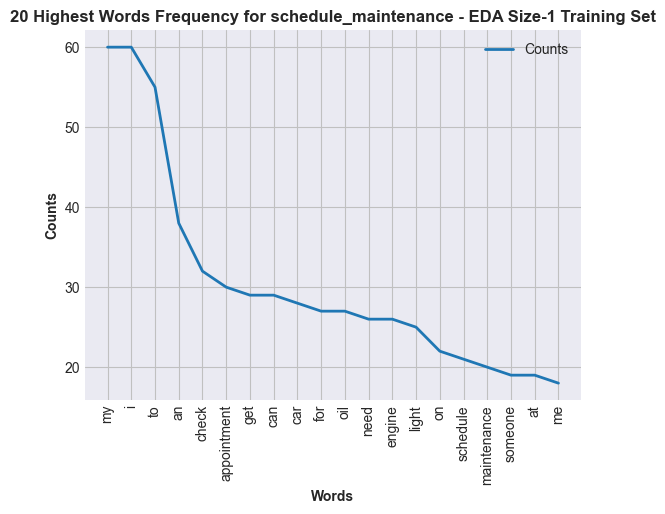 20 Highest Words Frequency for schedule_maintenance - EDA Size-1 Training Set
Counts
60
50
40
30
20
Counts
my
i
to
an
check
appointment
get
can
car
for
oil
need
engine
light
on
schedule
maintenance
someone
at
me
Words